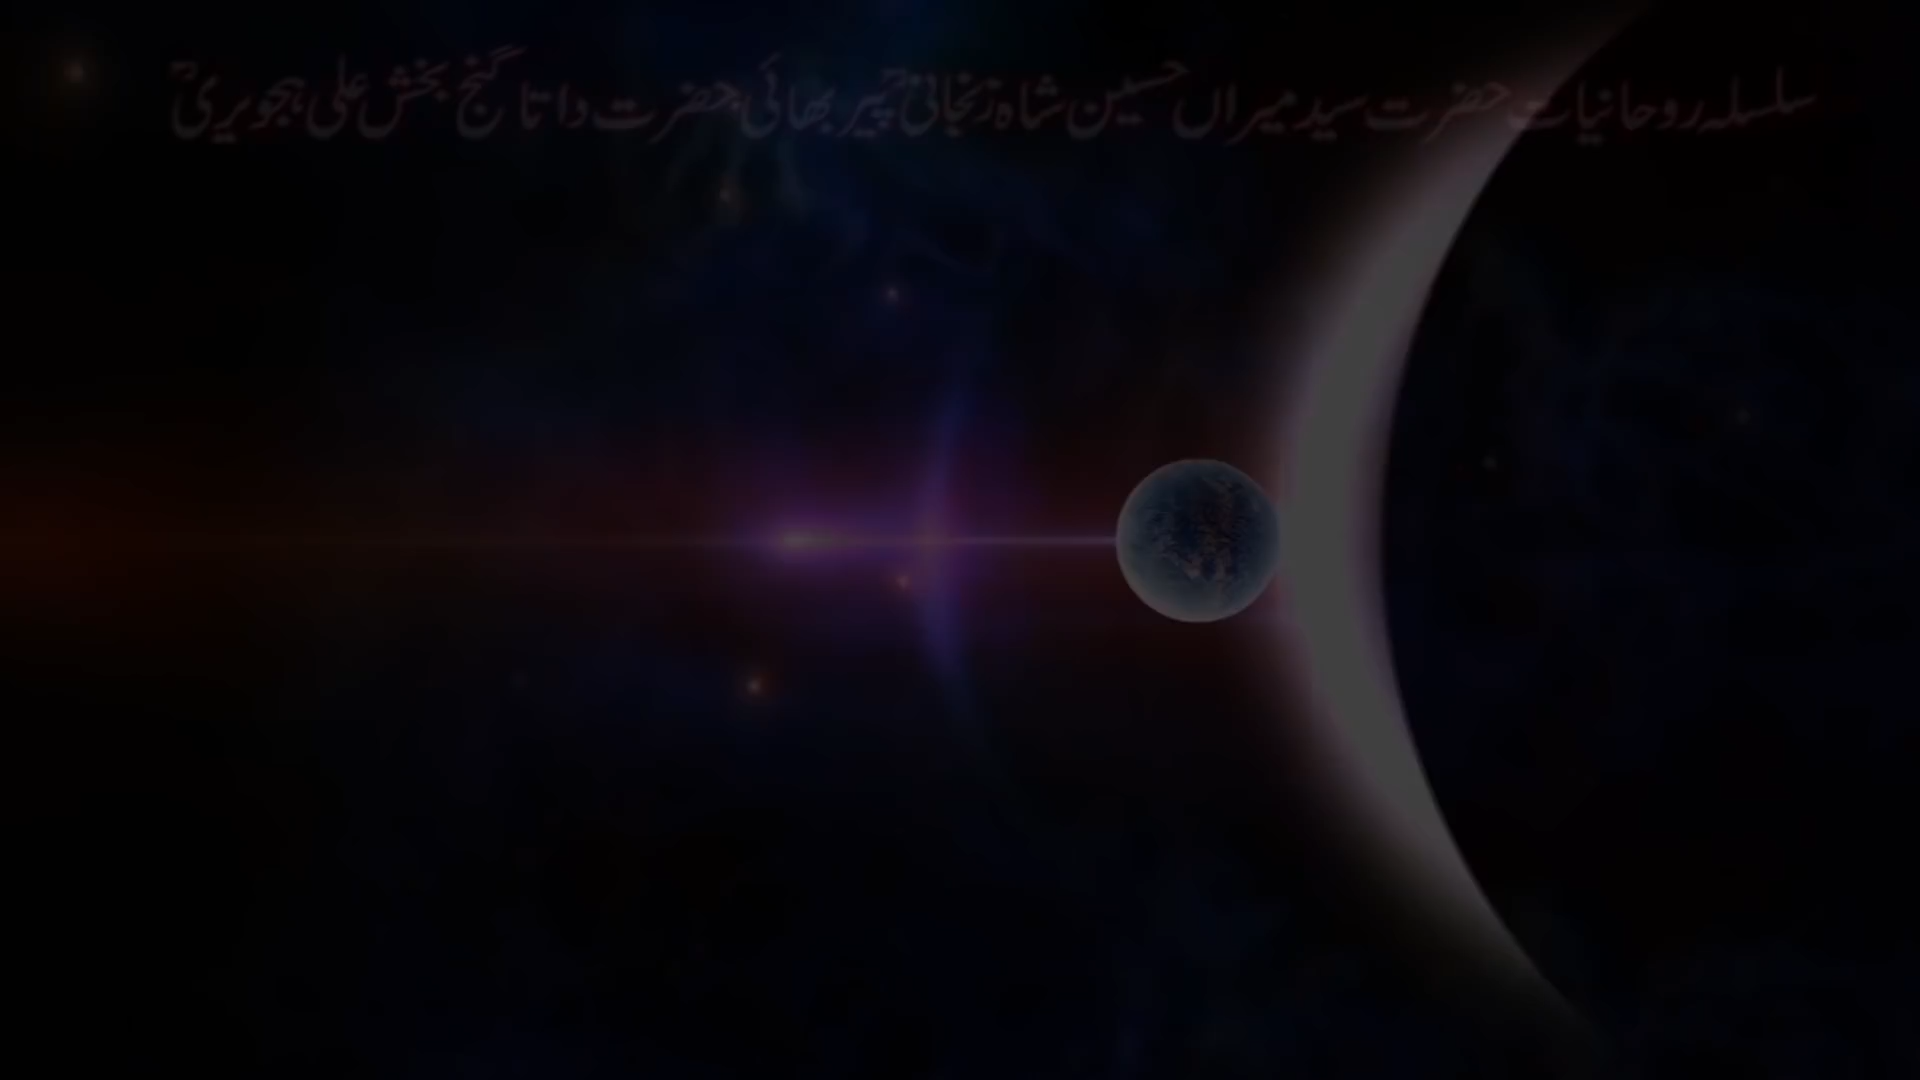 سلسلہ روحانیات حضرت سید میراں حسین شاہ زنجانیؒ پیر بھائی حضرت داتا گنج بخش علی ہجویریؒ